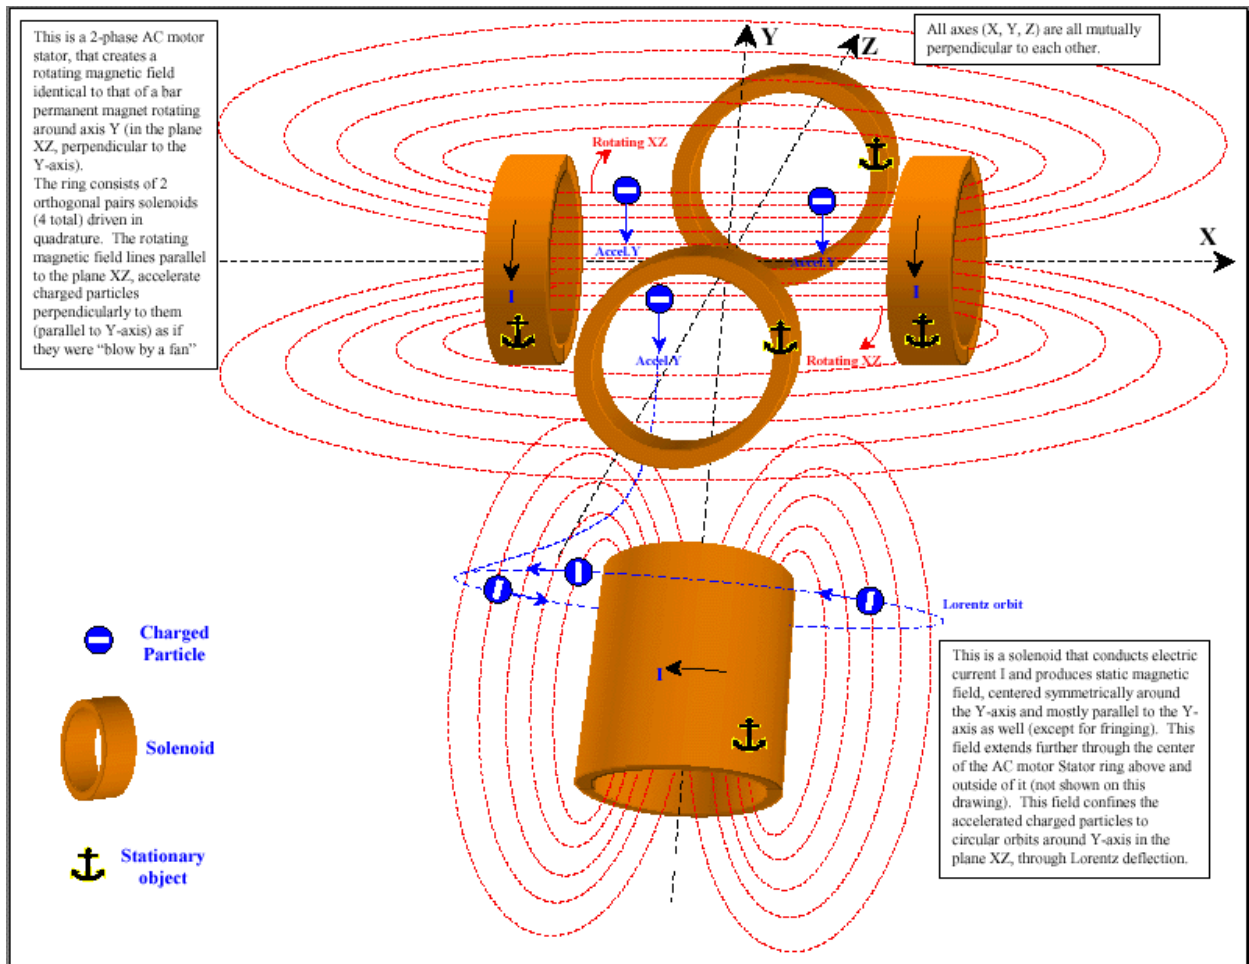 This is a 2-phase AC motor
stator, that creates a
rotating magnetic field
identical to that of a bar
permanent magnet rotating
around axis Y (in the plane
XZ, perpendicular to the
Y-axis).
The ring consists of 2
orthogonal pairs solenoids
(4 total) driven in
quadrature. The rotating
magnetic field lines parallel
to the plane XZ, accelerate
charged particles
perpendicularly to them
(parallel to Y-axis) as if
they were “blow by a fan”
Y
Z
All axes (X, Y, Z) are all mutually
perpendicular to each other.
Rotating XZ
Accel.Y
Accel.Y
X
I
I
Accel.Y
Rotating XZ
Lorentz orbit
I
Charged
Particle
Solenoid
Stationary
object
This is a solenoid that conducts electric
current I and produces static magnetic
field, centered symmetrically around
the Y-axis and mostly parallel to the Y-
axis as well (except for fringing). This
field extends further through the center
of the AC motor Stator ring above and
outside of it (not shown on this
drawing). This field confines the
accelerated charged particles to
circular orbits around Y-axis in the
plane XZ, through Lorentz deflection.